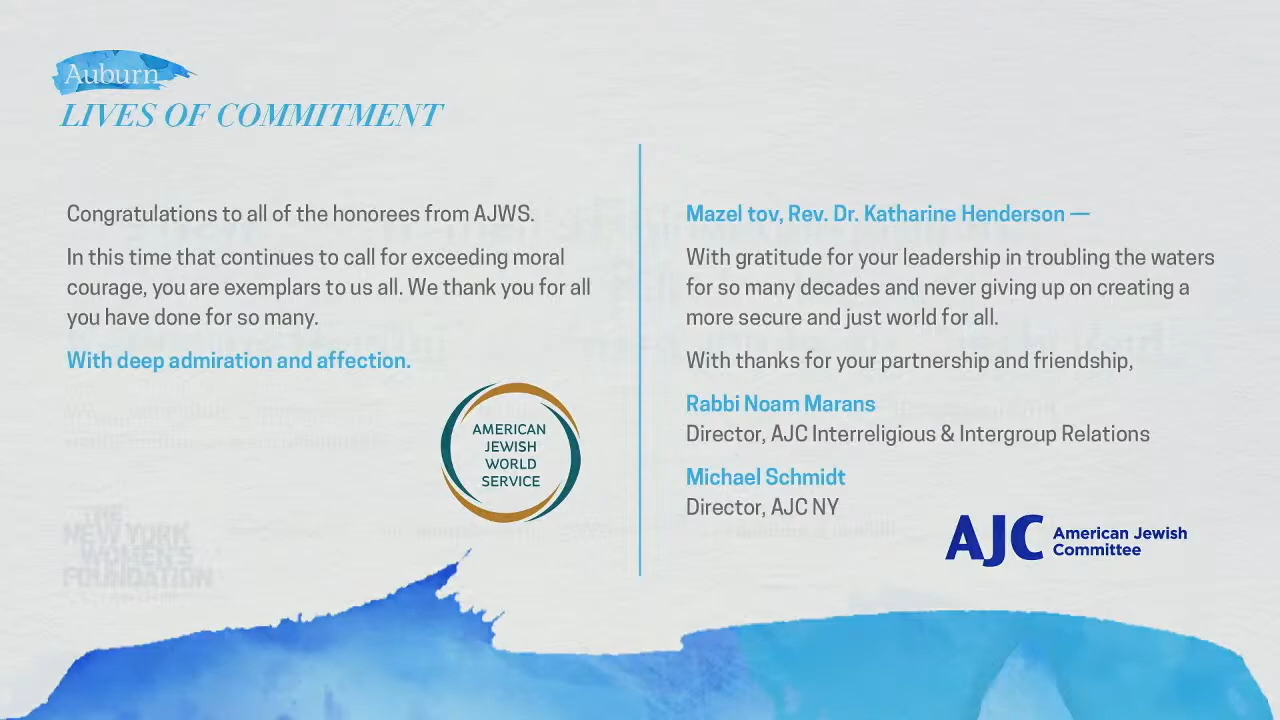 Auburn
LIVES OF COMMITMENT
Congratulations to all of the honorees from AJWS.
In this time that continues to call for exceeding moral
courage, you are exemplars to us all. We thank you for all
you have done for so many.
With deep admiration and affection.
AMERICAN
JEWISH
WORLD
SERVICE
Mazel tov, Rev. Dr. Katharine Henderson —
With gratitude for your leadership in troubling the waters
for so many decades and never giving up on creating a
more secure and just world for all.
With thanks for your partnership and friendship,
Rabbi Noam Marans
Director, AJC Interreligious & Intergroup Relations
Michael Schmidt
Director, AJC NY
AJC American Jewish
Committee
THE
NEW YORK
WOMEN'S
FOUNDATION